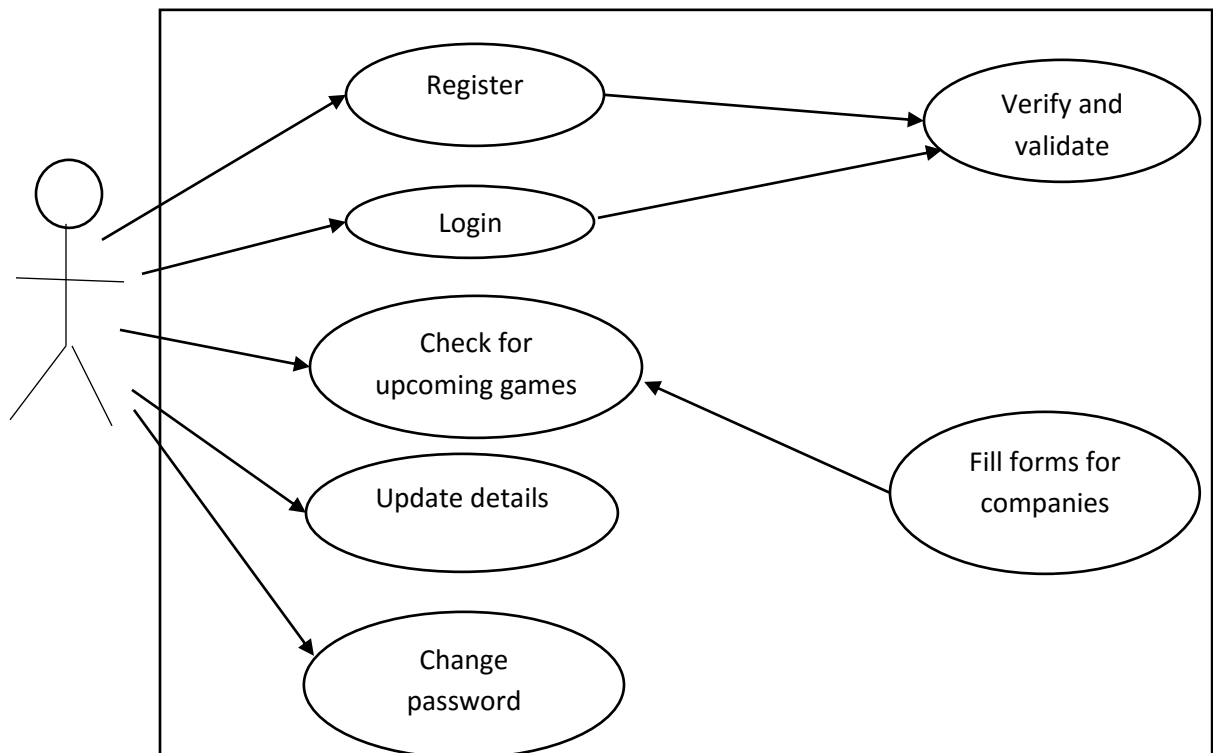 Register
Verify and
validate
Login
Check for
upcoming games
Fill forms for
companies
Update details
Change
password